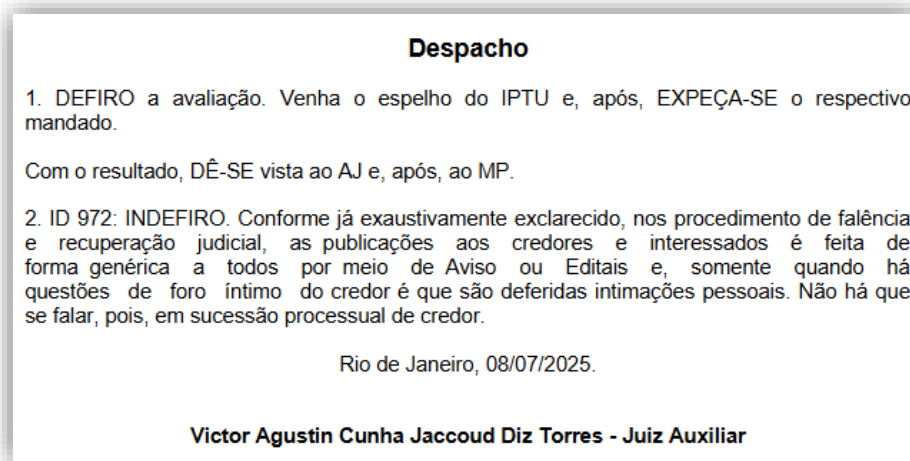 Despacho
1. DEFIRO a avaliação. Venha o espelho do IPTU e, após, EXPEÇA-SE o respectivo
mandado.
Com o resultado, DÊ-SE vista ao AJ e, após, ao MP.
2. ID 972: INDEFIRO. Conforme já exaustivamente exclarecido, nos procedimento de falência
e recuperação judicial, as publicações aos credores e interessados é feita de
forma genérica a todos por meio de Aviso ou Editais e, somente quando há
questões de foro íntimo do credor é que são deferidas intimações pessoais. Não há que
se falar, pois, em sucessão processual de credor.
Rio de Janeiro, 08/07/2025.
Victor Agustin Cunha Jaccoud Diz Torres - Juiz Auxiliar